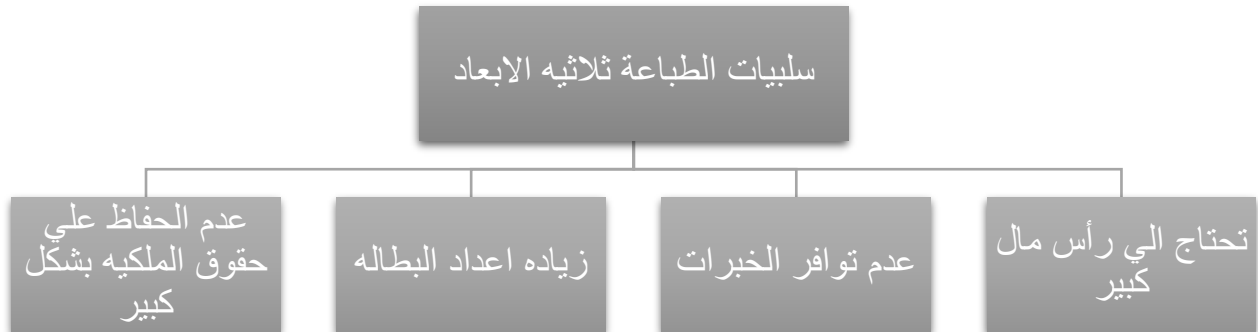 سلبيات الطباعة ثلاثيه الابعاد
تحتاج الي رأس مال
كبير
عدم توافر الخبرات
زياده اعداد البطاله
عدم الحفاظ علي
حقوق الملكيه بشكل
كبير